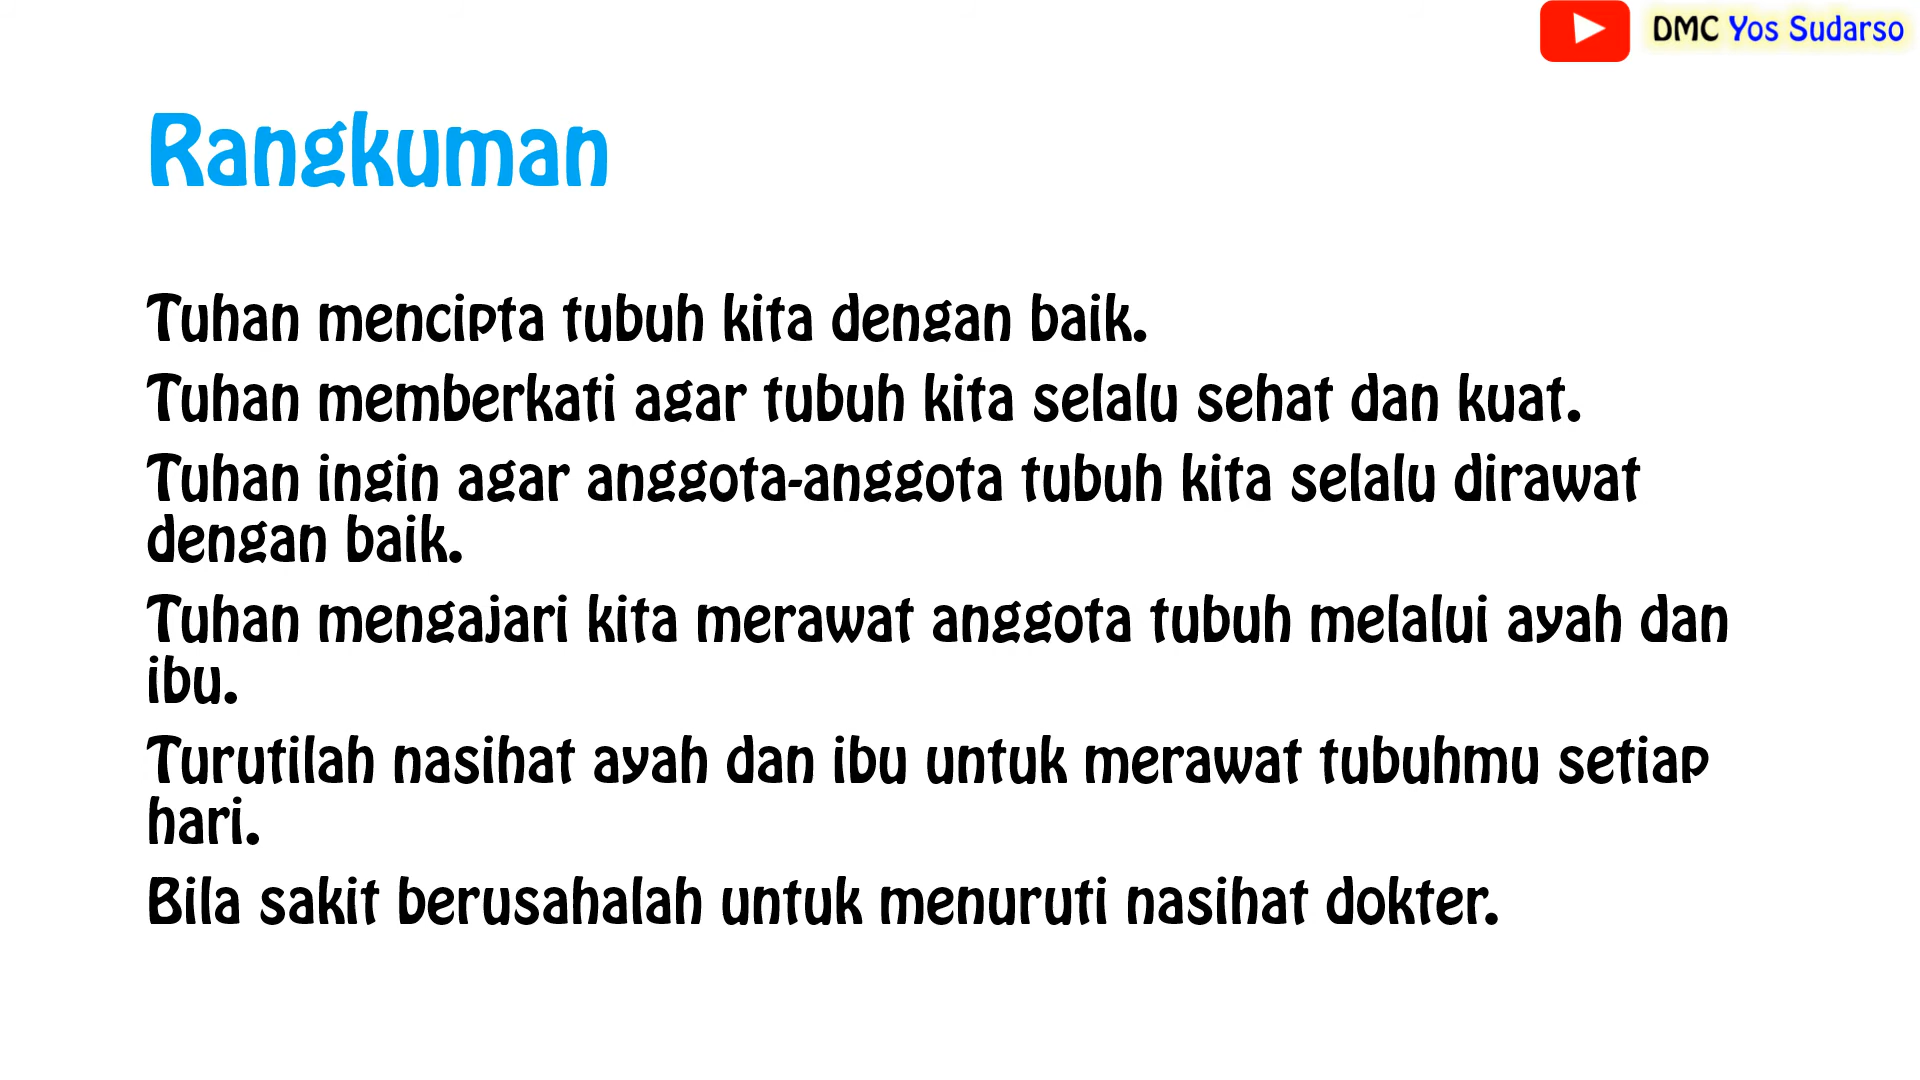 DMC Yos Sudarso
Rangkuman
Tuhan mencipta tubuh kita dengan baik.
Tuhan memberkati agar tubuh kita selalu sehat dan kuat.
Tuhan ingin agar anggota-anggota tubuh kita selalu dirawat
dengan baik.
Tuhan mengajari kita merawat anggota tubuh melalui ayah dan
ibu.
Turutilah nasihat ayah dan ibu untuk merawat tubuhmu setiap
hari.
Bila sakit berusahalah untuk menuruti nasihat dokter.